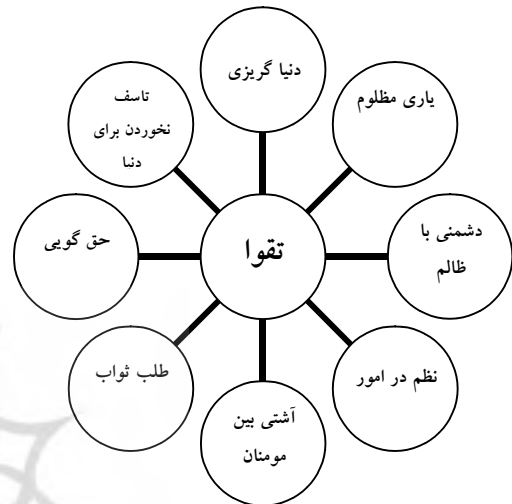 دنیا گریزی
یاری مظلوم
دشمنی با
ظالم
نظم در امور
آشتی بین
مومنان
طلب ثواب
حق گویی
تاسف
نخوردن برای
دنیا
تقوا